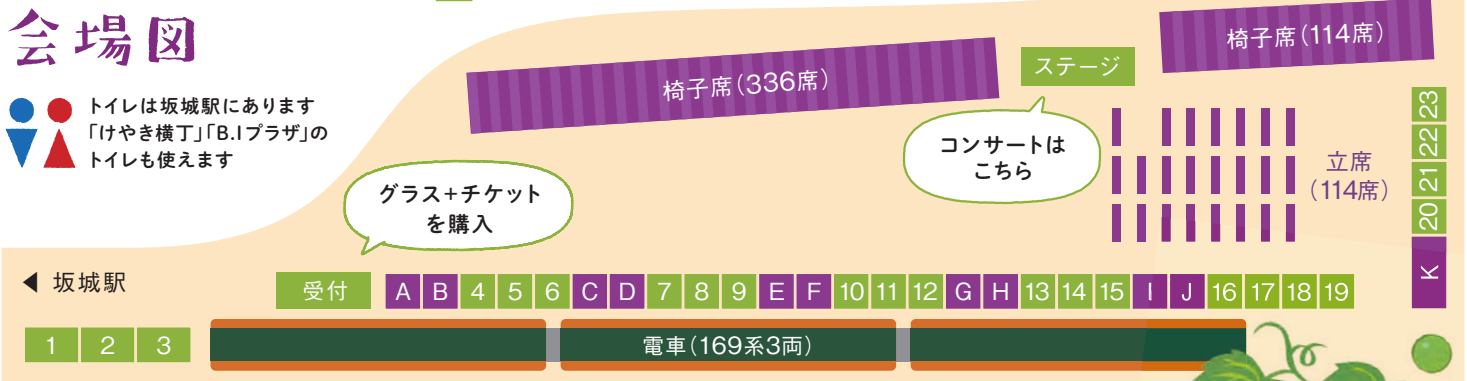 会場図
トイレは坂城駅にあります
「けやき横丁」「B.Iプラザ」の
トイレも使えます
椅子席(336席)
ステージ
椅子席(114席)
コンサートは
こちら
グラス+チケット
を購入
立席
(114席)
23
22
21
20
K
◀ 坂城駅
受付 A B 4 5 6 C D 7 8 9 E F 10 11 12 G H 13 14 15 I J 16 17 18 19
1 2 3
電車(169系3両)